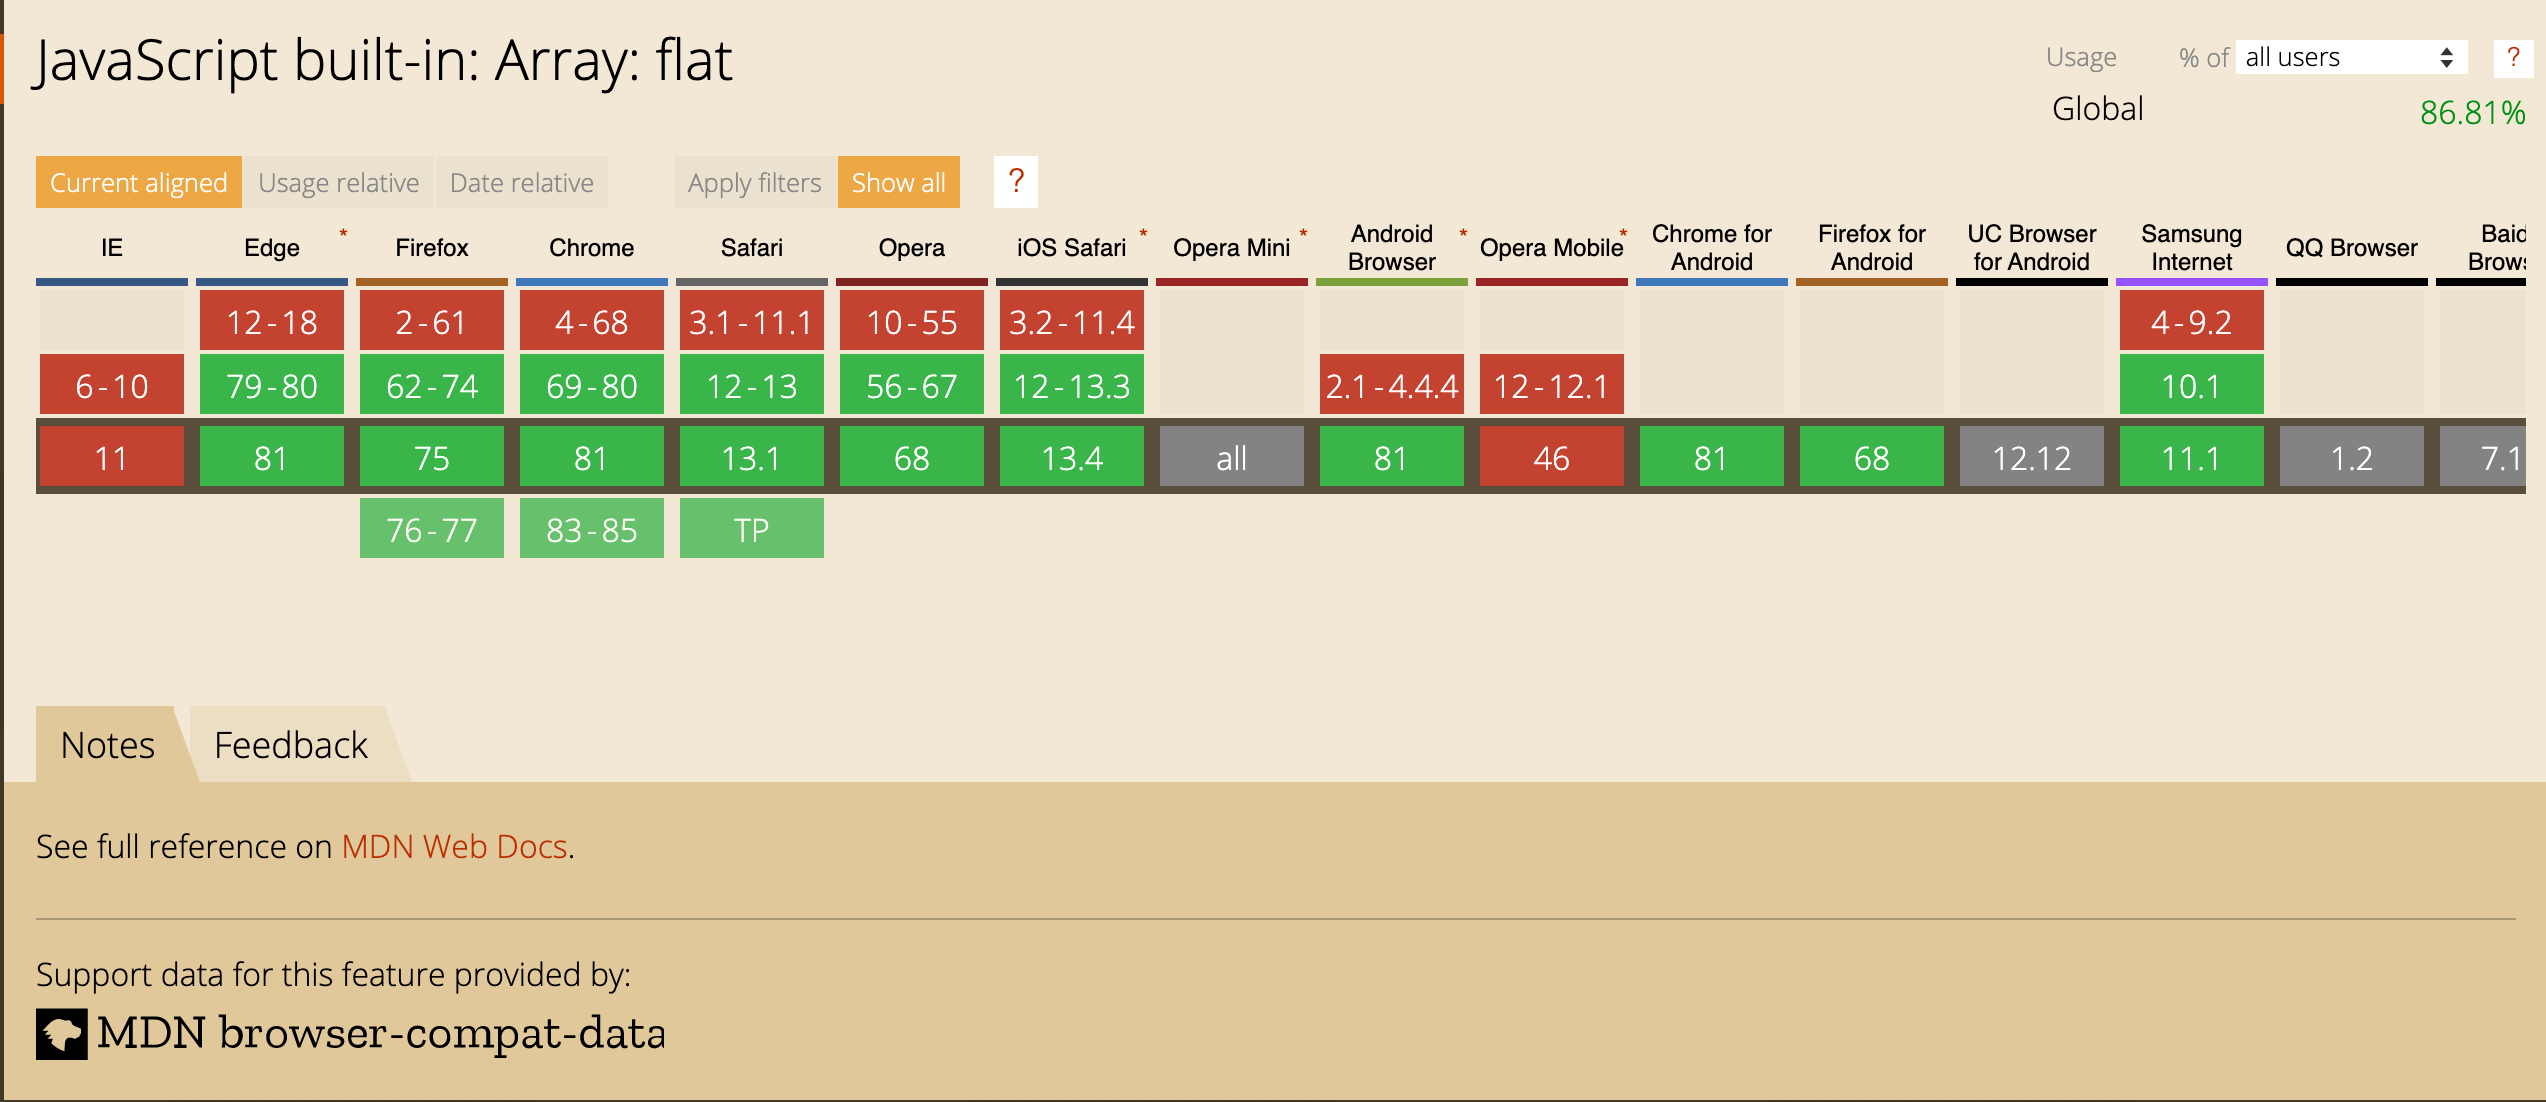 JavaScript built-in: Array: flat
Usage % of all users ?
Global 86.81%
Current aligned Usage relative Date relative Apply filters Show all ?
IE Edge * Firefox Chrome Safari Opera iOS Safari * Opera Mini * Android Browser * Opera Mobile * Chrome for Android Firefox for Android UC Browser for Android Samsung Internet QQ Browser Baid Brows
12-18 2-61 4-68 3.1-11.1 10-55 3.2-11.4 4-9.2
6-10 79-80 62-74 69-80 12-13 56-67 12-13.3 2.1-4.4.4 12-12.1 10.1
11 81 75 81 13.1 68 13.4 all 81 46 81 68 12.12 11.1 1.2 7.1
76-77 83-85 TP
Notes Feedback
See full reference on MDN Web Docs.
Support data for this feature provided by:
MDN browser-compat-data